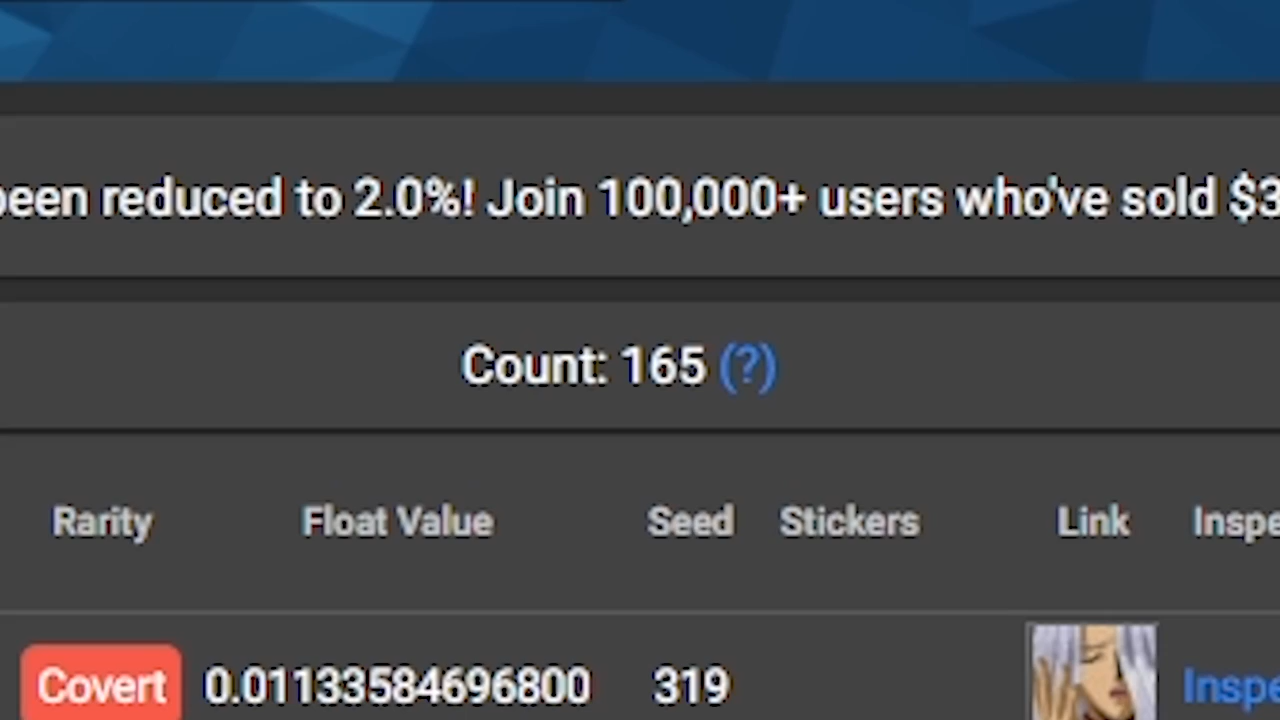 been reduced to 2.0%! Join 100,000+ users who've sold $3
Count: 165 (?)
Rarity Float Value Seed Stickers Link Inspe
Covert 0.01133584696800 319 Inspe